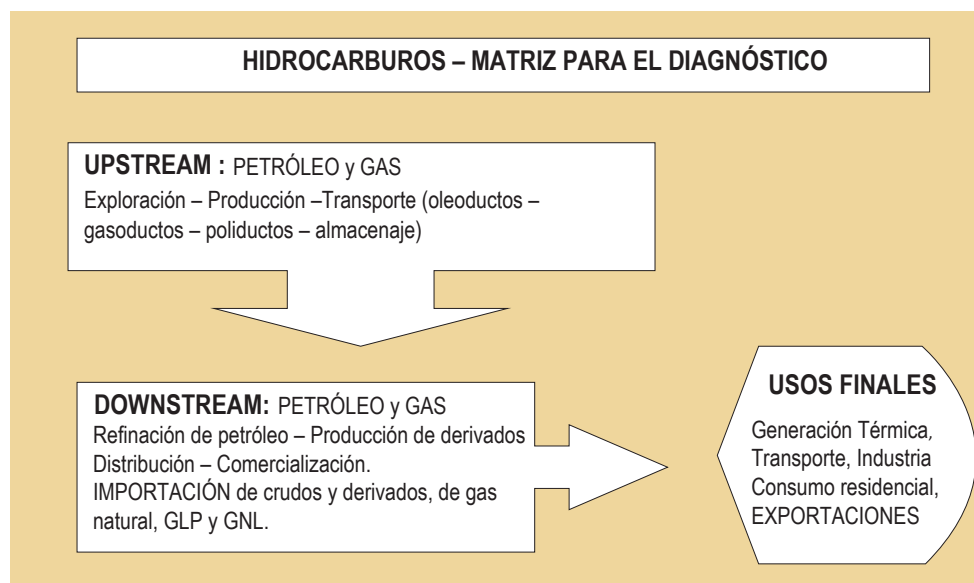 HIDROCARBUROS – MATRIZ PARA EL DIAGNÓSTICO
UPSTREAM : PETRÓLEO y GAS
Exploración – Producción –Transporte (oleoductos –
gasoductos – poliductos – almacenaje)
DOWNSTREAM: PETRÓLEO y GAS
Refinación de petróleo – Producción de derivados
Distribución – Comercialización.
IMPORTACIÓN de crudos y derivados, de gas
natural, GLP y GNL.
USOS FINALES
Generación Térmica,
Transporte, Industria
Consumo residencial,
EXPORTACIONES